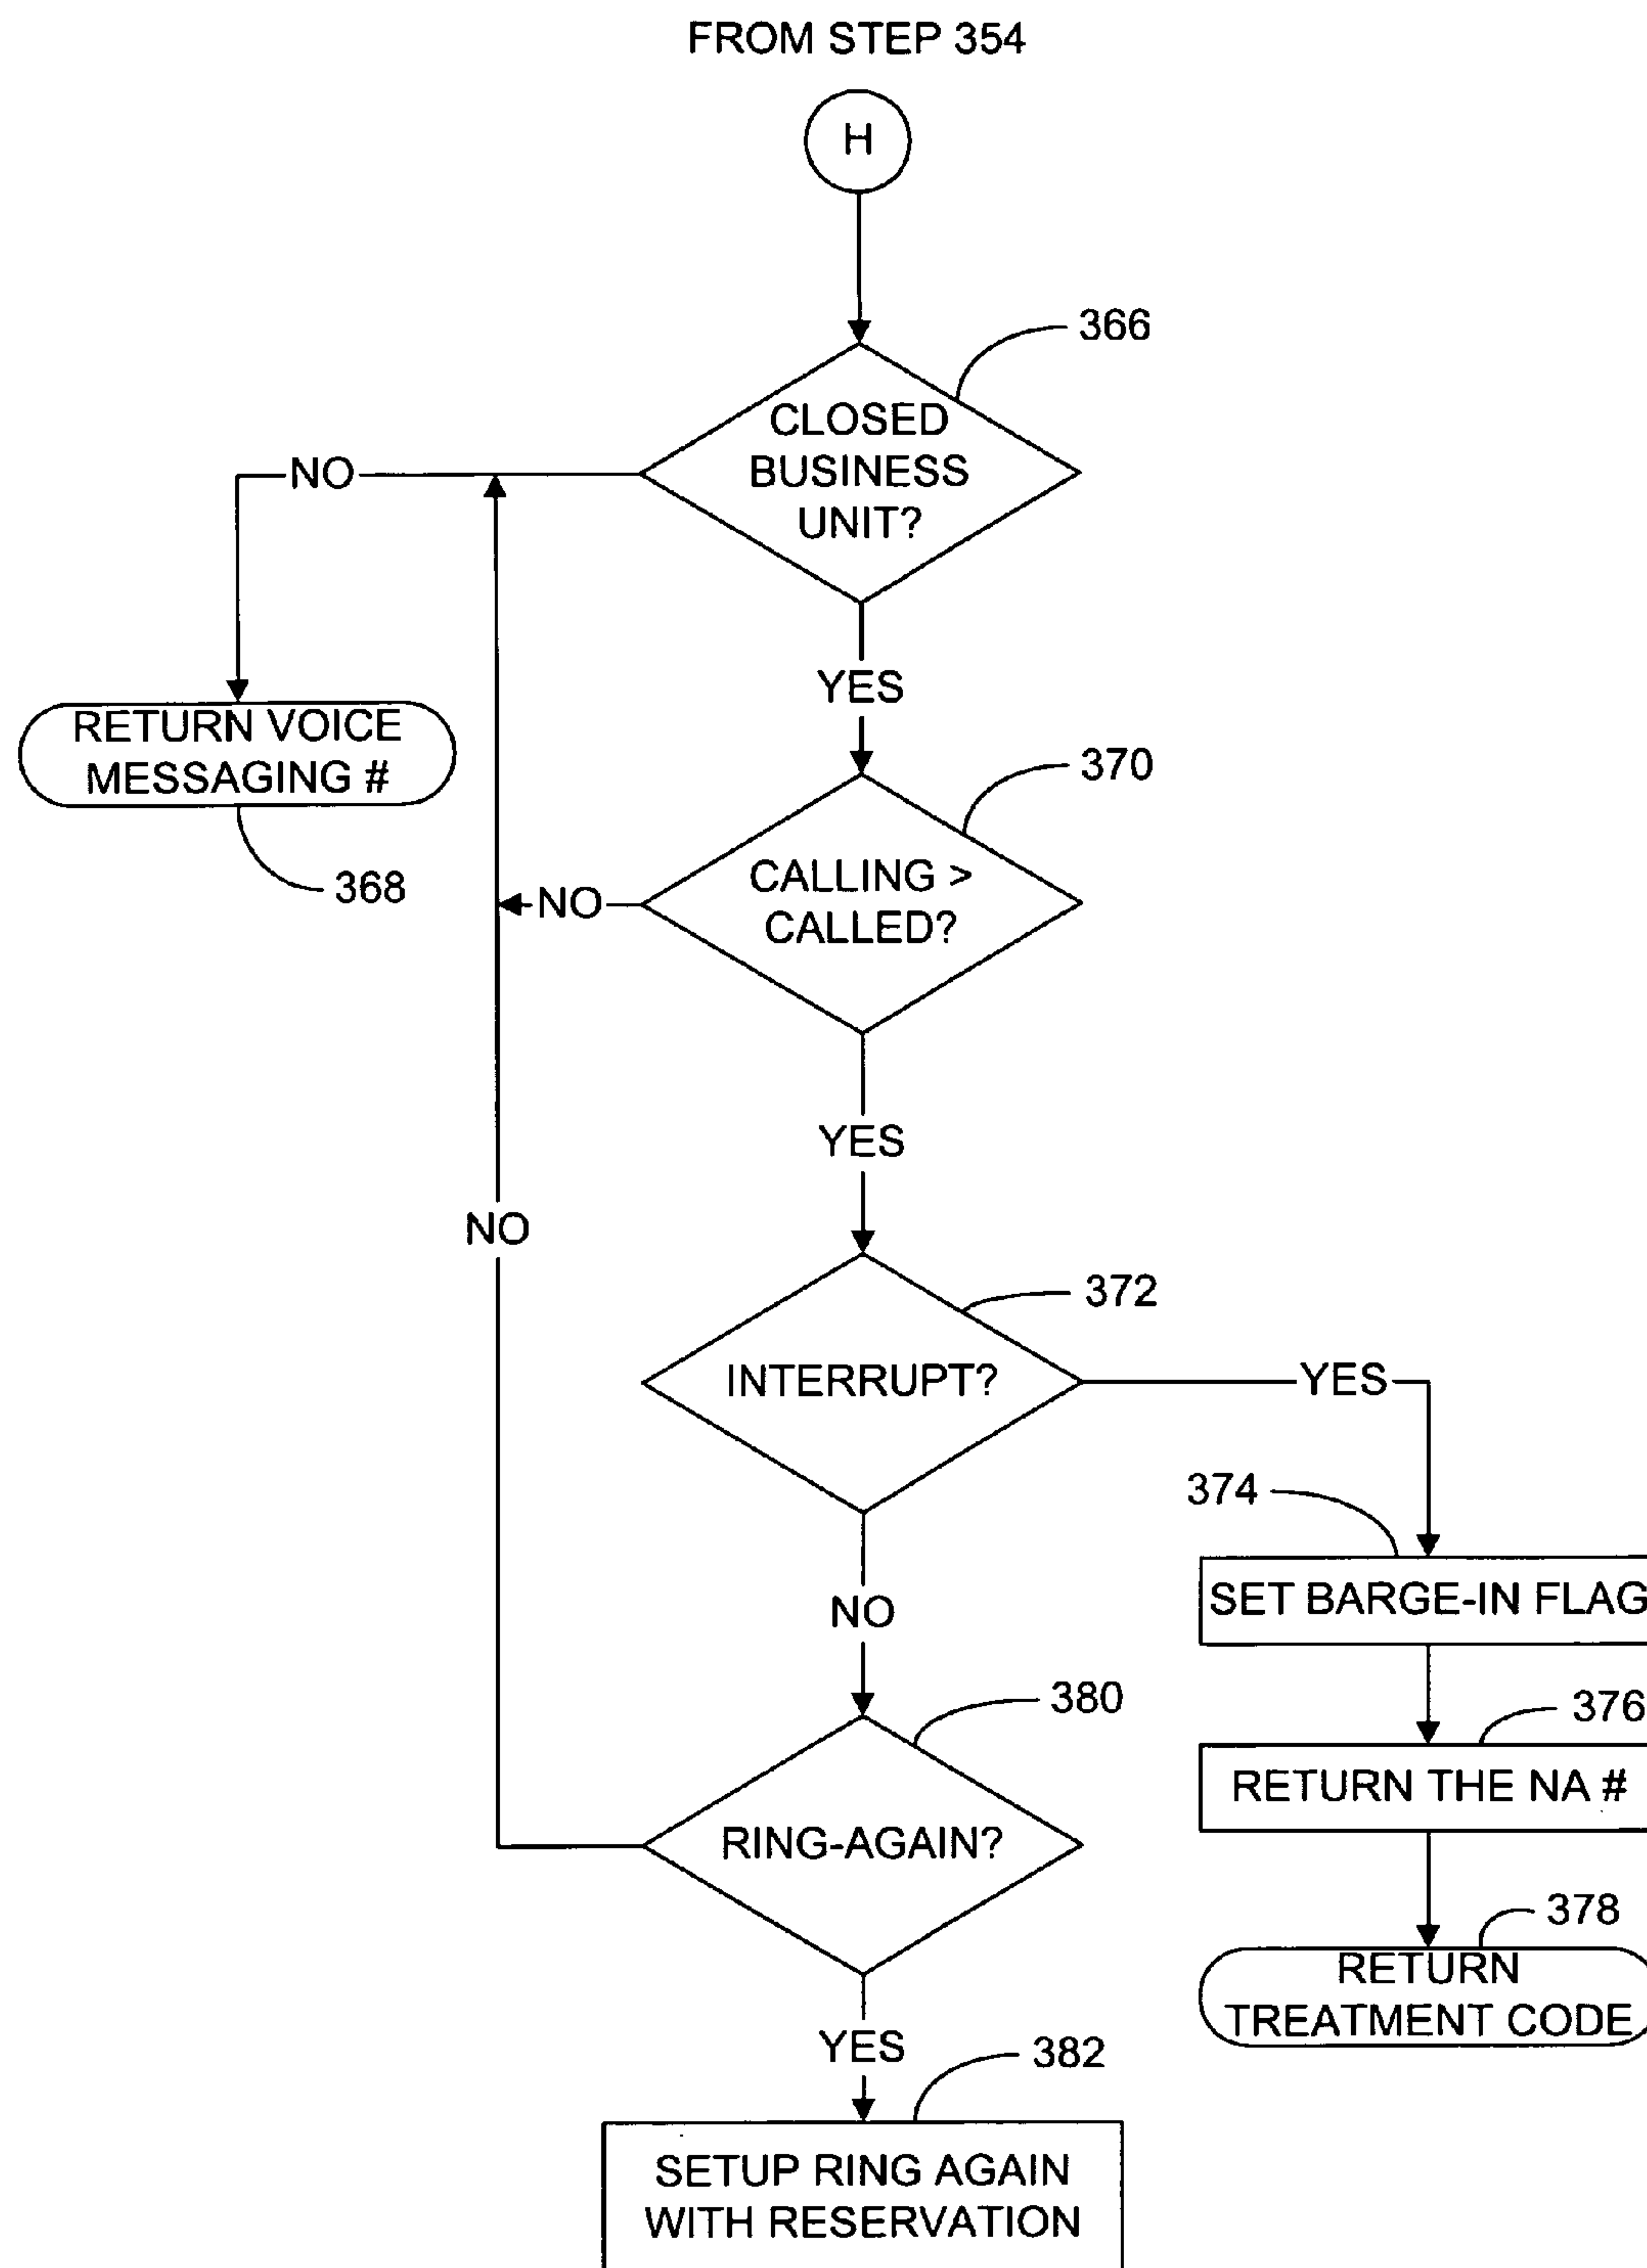 FROM STEP 354
H
366
CLOSED
BUSINESS
UNIT?
NO
YES
RETURN VOICE
MESSAGING #
368
370
CALLING >
CALLED?
NO
YES
NO
372
INTERRUPT?
YES
374
SET BARGE-IN FLAG
NO
376
RETURN THE NA #
380
RING-AGAIN?
378
RETURN
TREATMENT CODE
YES
382
SETUP RING AGAIN
WITH RESERVATION